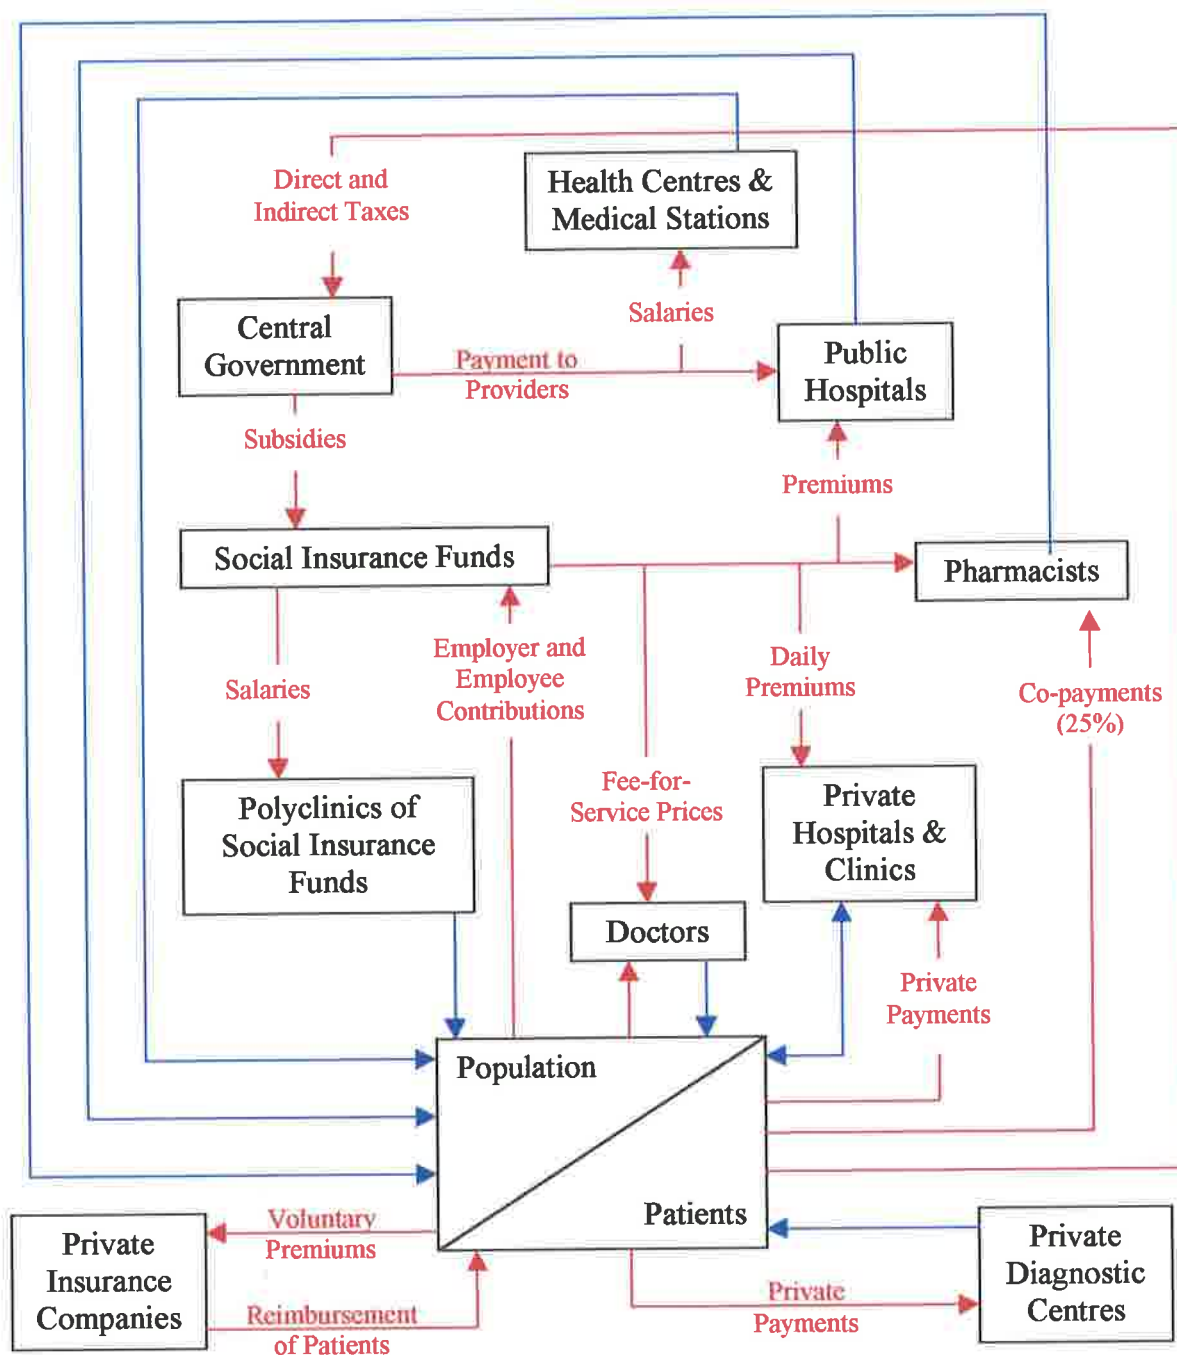 Direct and
Indirect Taxes
Health Centres &
Medical Stations
Salaries
Central
Government
Payment to
Providers
Public
Hospitals
Subsidies
Premiums
Social Insurance Funds
Pharmacists
Employer and
Employee
Contributions
Salaries
Daily
Premiums
Co-payments
(25%)
Fee-for-
Service Prices
Polyclinics of
Social Insurance
Funds
Private
Hospitals &
Clinics
Doctors
Private
Payments
Population
Patients
Voluntary
Premiums
Private
Insurance
Companies
Reimbursement
of Patients
Private
Payments
Private
Diagnostic
Centres